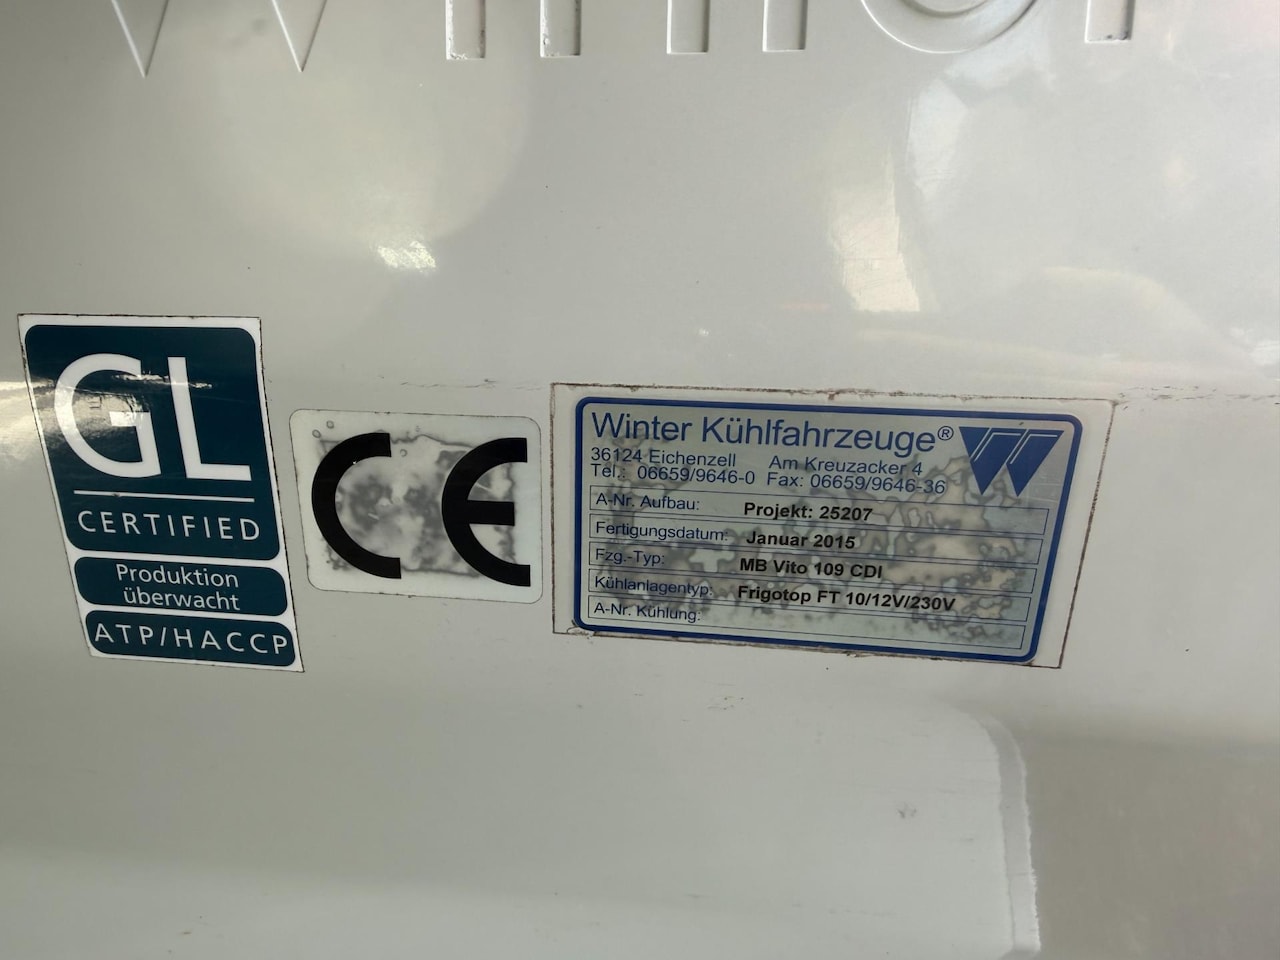 Winter
GL
CERTIFIED
Produktion
überwacht
ATP/HACCP
CE
Winter Kühlfahrzeuge®
36124 Eichenzell Am Kreuzacker 4
Tel.: 06659/9646-0 Fax: 06659/9646-36
A-Nr. Aufbau: Projekt: 25207
Fertigungsdatum: Januar 2015
Fzg.-Typ: MB Vito 109 CDI
Kühlanlagentyp: Frigotop FT 10/12V/230V
A-Nr. Kühlung: